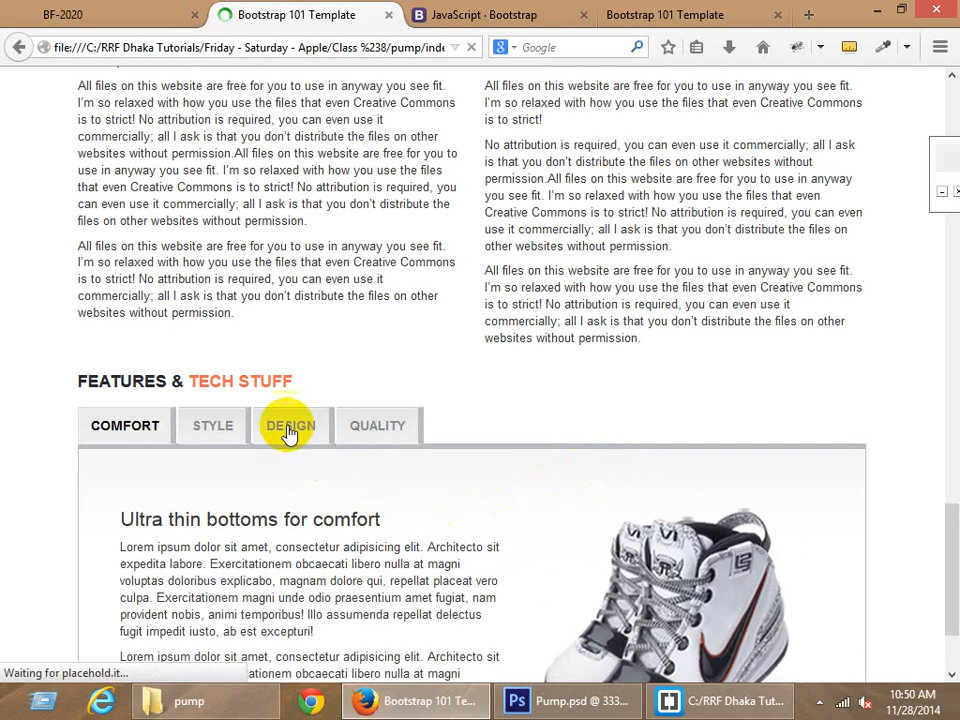 BF-2020
Bootstrap 101 Template
JavaScript · Bootstrap
Bootstrap 101 Template
file:///C:/RRF Dhaka Tutorials/Friday - Saturday - Apple/Class %238/pump/inde
Google
All files on this website are free for you to use in anyway you see fit.
I'm so relaxed with how you use the files that even Creative Commons
is to strict! No attribution is required, you can even use it
commercially; all I ask is that you don't distribute the files on other
websites without permission.All files on this website are free for you to
use in anyway you see fit. I'm so relaxed with how you use the files
that even Creative Commons is to strict! No attribution is required, you
can even use it commercially; all I ask is that you don't distribute the
files on other websites without permission.
All files on this website are free for you to use in anyway you see fit.
I'm so relaxed with how you use the files that even Creative Commons
is to strict! No attribution is required, you can even use it
commercially; all I ask is that you don't distribute the files on other
websites without permission.
All files on this website are free for you to use in anyway you see fit.
I'm so relaxed with how you use the files that even Creative Commons
is to strict!
No attribution is required, you can even use it commercially; all I ask
is that you don't distribute the files on other websites without
permission.All files on this website are free for you to use in anyway
you see fit. I'm so relaxed with how you use the files that even
Creative Commons is to strict! No attribution is required, you can even
use it commercially; all I ask is that you don't distribute the files on
other websites without permission.
All files on this website are free for you to use in anyway you see fit.
I'm so relaxed with how you use the files that even Creative Commons
is to strict! No attribution is required, you can even use it
commercially; all I ask is that you don't distribute the files on other
websites without permission.
FEATURES & TECH STUFF
COMFORT
STYLE
DESIGN
QUALITY
Ultra thin bottoms for comfort
Lorem ipsum dolor sit amet, consectetur adipisicing elit. Architecto sit
expedita labore. Exercitationem obcaecati libero nulla at magni
voluptas doloribus explicabo, magnam dolore qui, repellat placeat vero
culpa. Exercitationem magni unde odio praesentium amet fugiat, nam
provident nobis, animi temporibus! Illo assumenda repellat delectus
fugit impedit iusto, ab est excepturi!
Lorem ipsum dolor sit amet, consectetur adipisicing elit. Architecto sit
itationem obcaecati libero nulla at magni
Waiting for placehold.it...
pump
Bootstrap 101 Te...
Pump.psd @ 333...
C:/RRF Dhaka Tut...
10:50 AM
11/28/2014